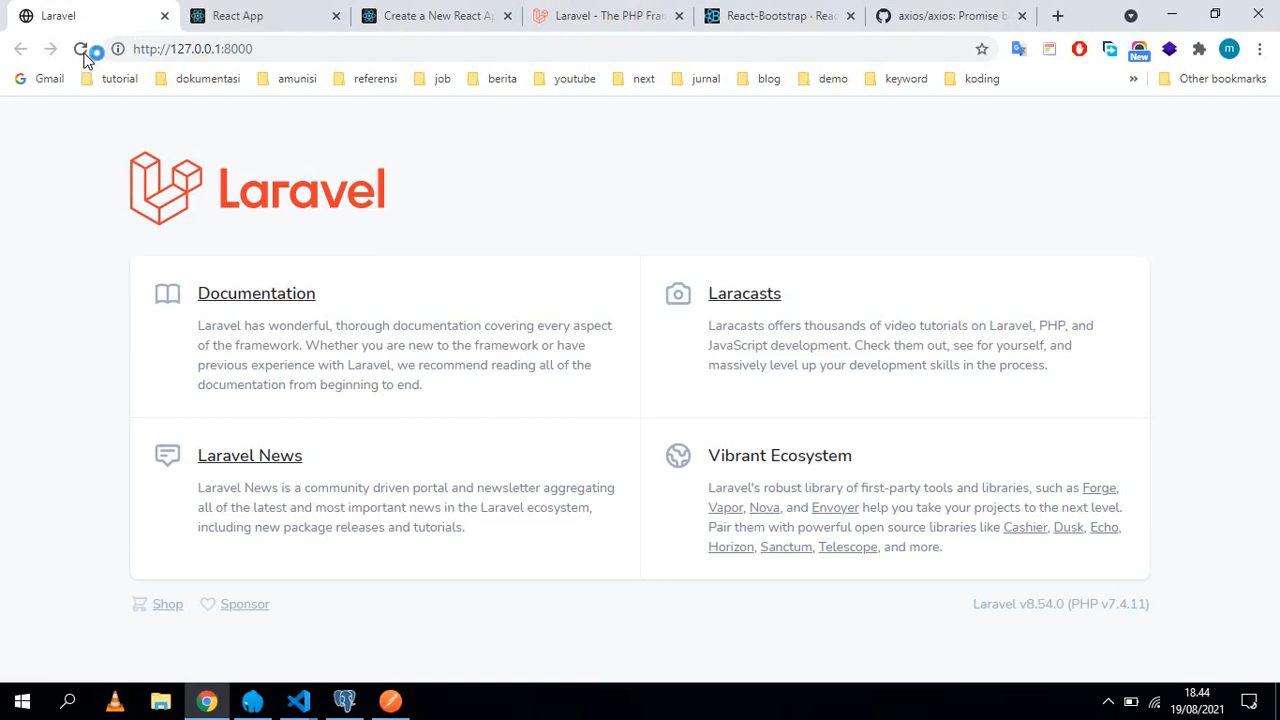 Laravel
React App
Create a New React Ap
Laravel - The PHP Fram
React-Bootstrap · Reac
axios/axios: Promise b
http://127.0.0.1:8000
New
m
Gmail
tutorial
dokumentasi
amunisi
referensi
job
berita
youtube
next
jurnal
blog
demo
keyword
koding
»
Other bookmarks
Laravel
Documentation
Laravel has wonderful, thorough documentation covering every aspect
of the framework. Whether you are new to the framework or have
previous experience with Laravel, we recommend reading all of the
documentation from beginning to end.
Laracasts
Laracasts offers thousands of video tutorials on Laravel, PHP, and
JavaScript development. Check them out, see for yourself, and
massively level up your development skills in the process.
Laravel News
Laravel News is a community driven portal and newsletter aggregating
all of the latest and most important news in the Laravel ecosystem,
including new package releases and tutorials.
Vibrant Ecosystem
Laravel's robust library of first-party tools and libraries, such as Forge,
Vapor, Nova, and Envoyer help you take your projects to the next level.
Pair them with powerful open source libraries like Cashier, Dusk, Echo,
Horizon, Sanctum, Telescope, and more.
Shop
Sponsor
Laravel v8.54.0 (PHP v7.4.11)
18.44
19/08/2021